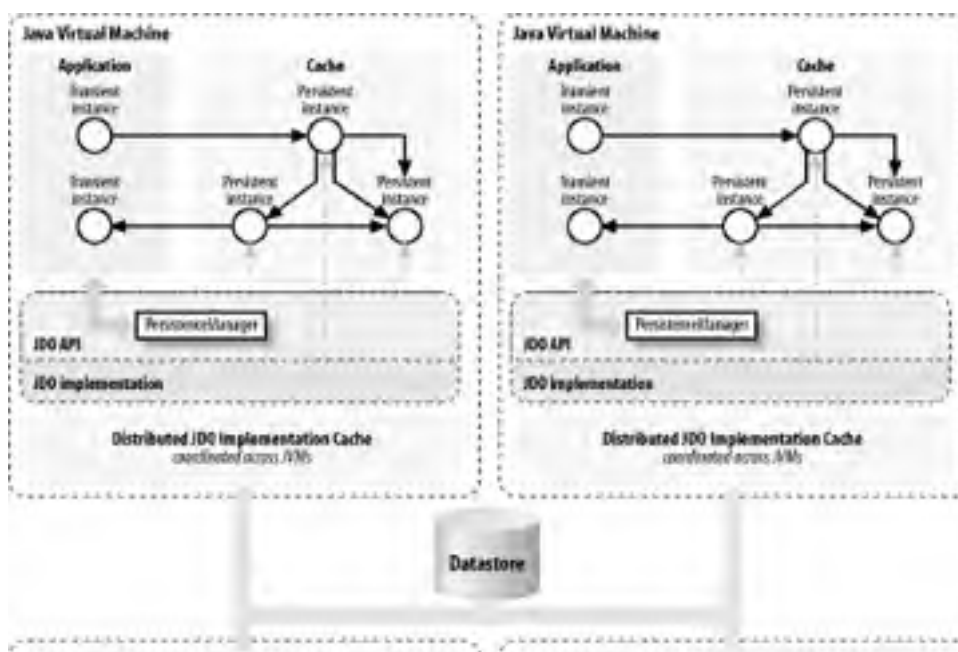 Java Virtual Machine
Application
Cache
Transient
instance
Persistent
instance
Transient
instance
Persistent
instance
Persistent
instance
PersistenceManager
JDO API
JDO implementation
Distributed JDO Implementation Cache
coordinated across JVMs
Java Virtual Machine
Application
Cache
Transient
instance
Persistent
instance
Transient
instance
Persistent
instance
Persistent
instance
PersistenceManager
JDO API
JDO implementation
Distributed JDO Implementation Cache
coordinated across JVMs
Datastore